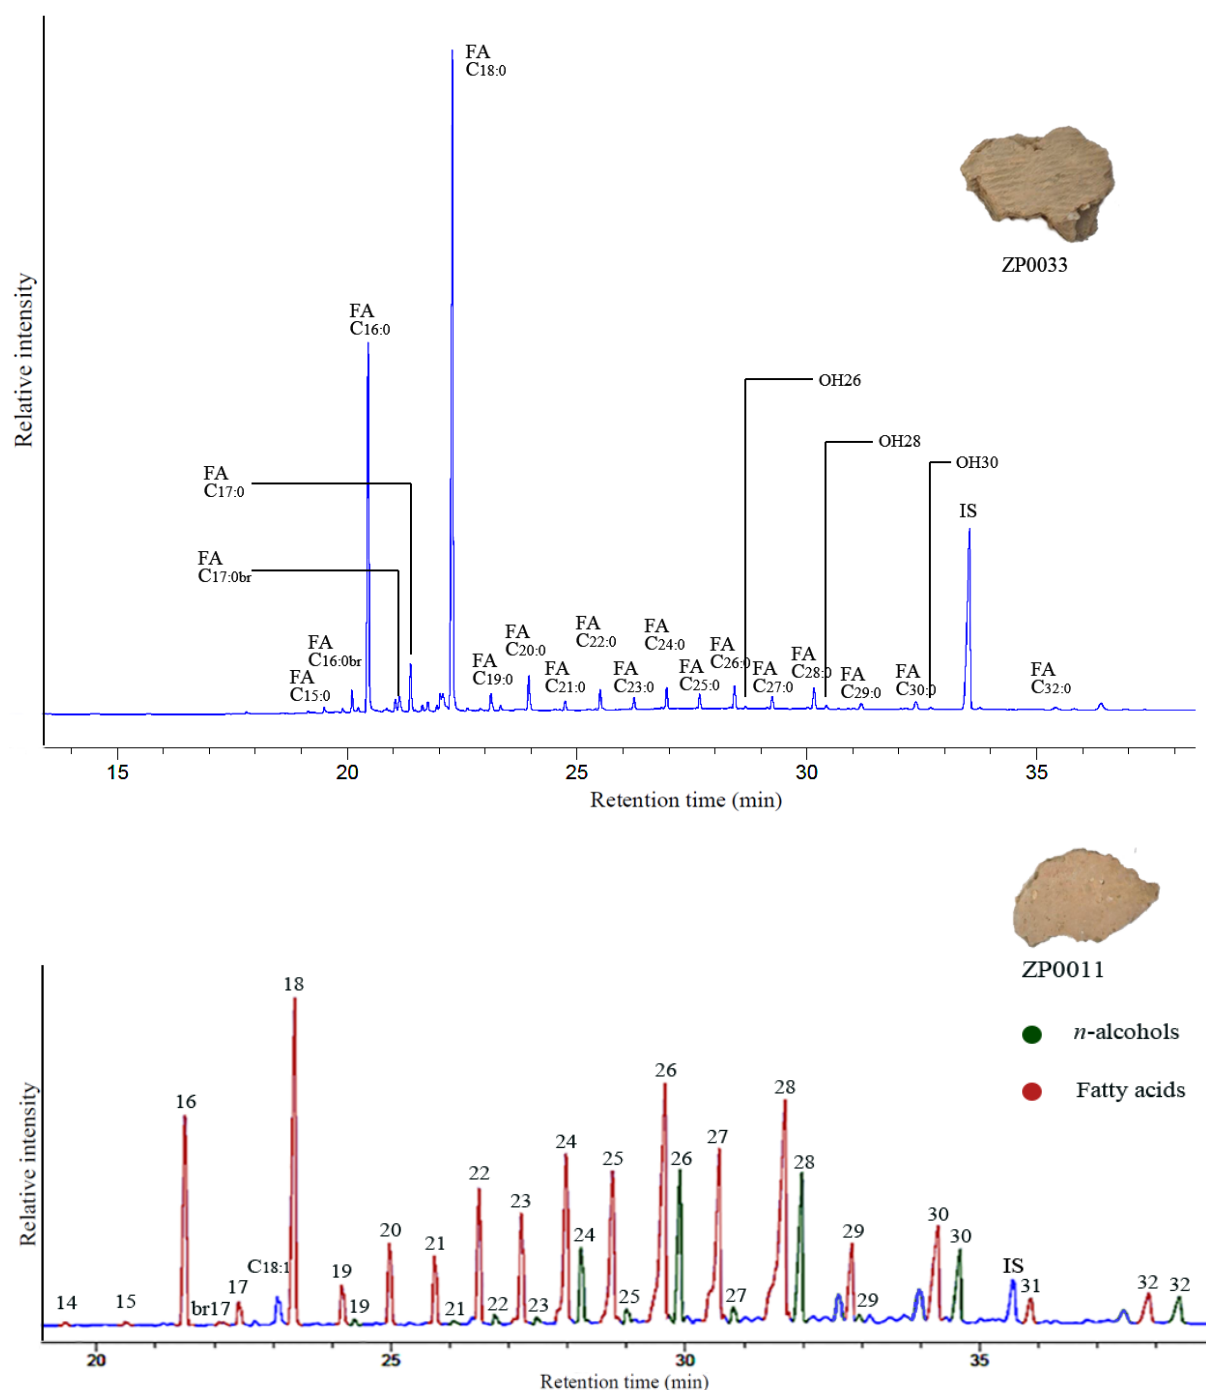 FA
C18:0
ZP0033
FA
C16:0
OH26
OH28
FA
C17:0
OH30
IS
FA
C17:0br
FA
C16:0br
FA
C15:0
FA
C19:0
FA
C20:0
FA
C21:0
FA
C22:0
FA
C23:0
FA
C24:0
FA
C25:0
FA
C26:0
FA
C27:0
FA
C28:0
FA
C29:0
FA
C30:0
FA
C32:0
Relative intensity
15 20 25 30 35
Retention time (min)
ZP0011
n-alcohols
Fatty acids
Relative intensity
14 15 16 br17 17 C18:1 18 19 19 20 21 21 22 22 23 23 24 24 25 25 26 26 27 27 28 28 29 29 30 30 IS 31 32 32
20 25 30 35
Retention time (min)